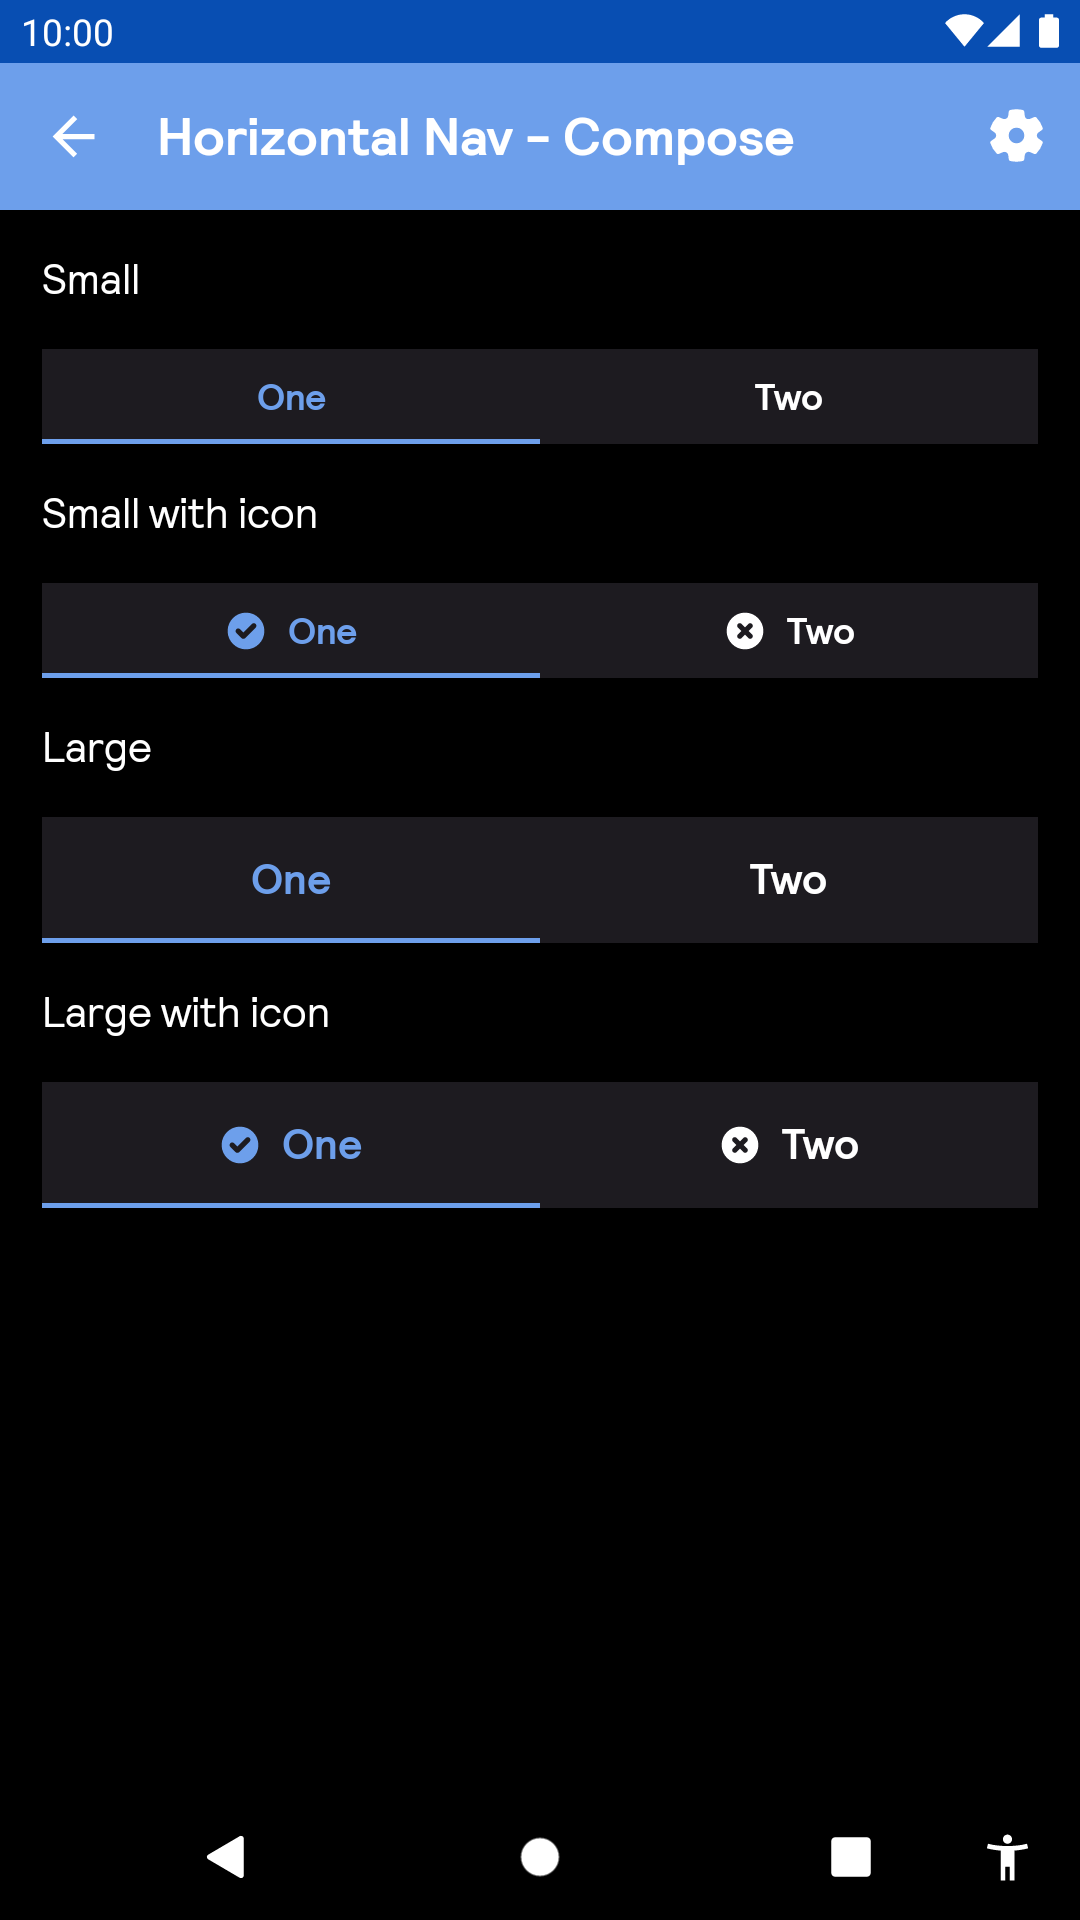 10:00
Horizontal Nav - Compose
Small
One Two
Small with icon
One Two
Large
One Two
Large with icon
One Two